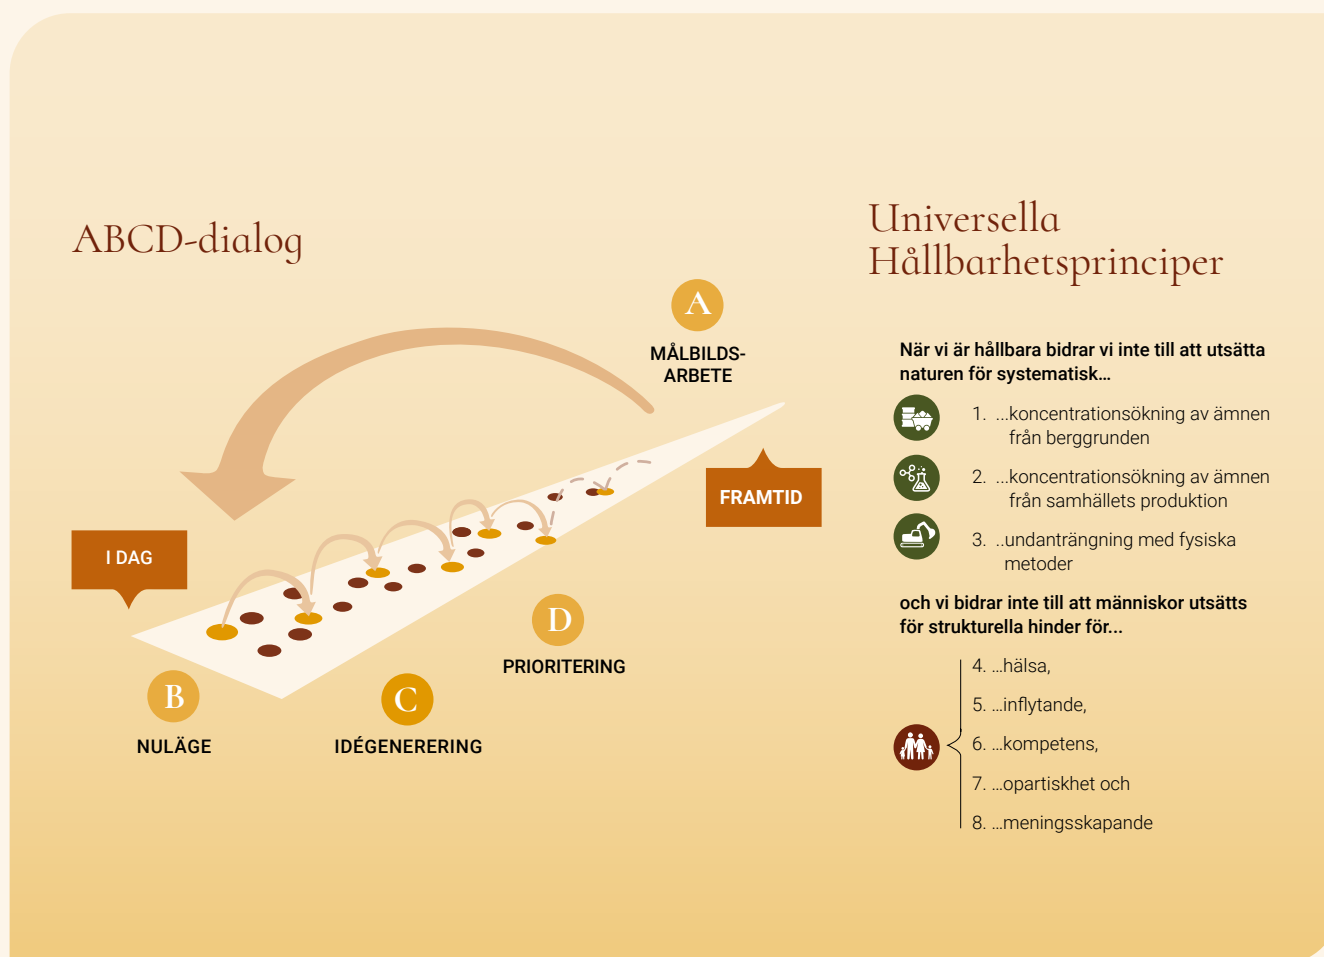 ABCD-dialog
A
MÅLBILDS-
ARBETE
FRAMTID
I DAG
B
NULÄGE
C
IDÉGENERERING
D
PRIORITERING
Universella
Hållbarhetsprinciper
När vi är hållbara bidrar vi inte till att utsätta
naturen för systematisk...
1. ...koncentrationsökning av ämnen
från berggrunden
2. ...koncentrationsökning av ämnen
från samhällets produktion
3. ..undanträngning med fysiska
metoder
och vi bidrar inte till att människor utsätts
för strukturella hinder för...
4. ...hälsa,
5. ...inflytande,
6. ...kompetens,
7. ...opartiskhet och
8. ...meningsskapande